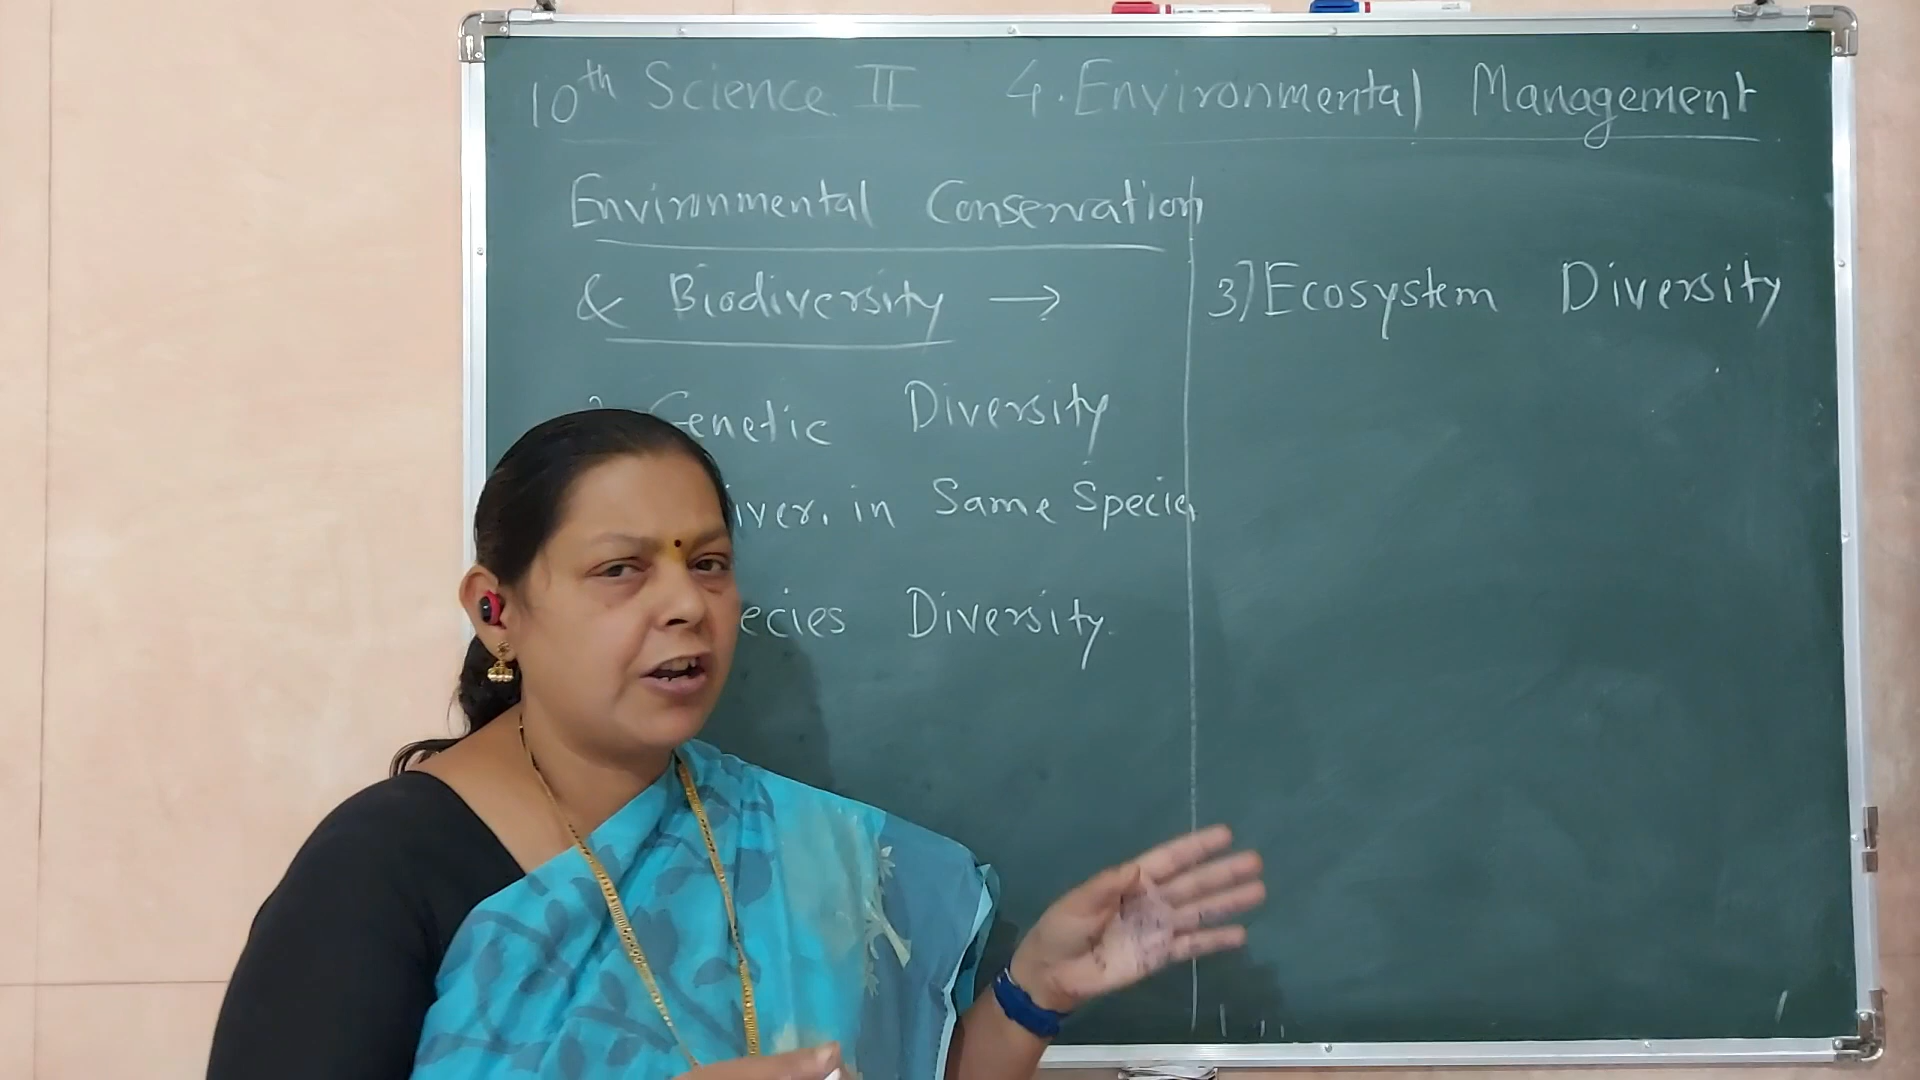 10th Science II 4. Environmental Management
Environmental Conservation
& Biodiversity →
Genetic Diversity
iver. in Same Species
ecies Diversity.
3] Ecosystem Diversity